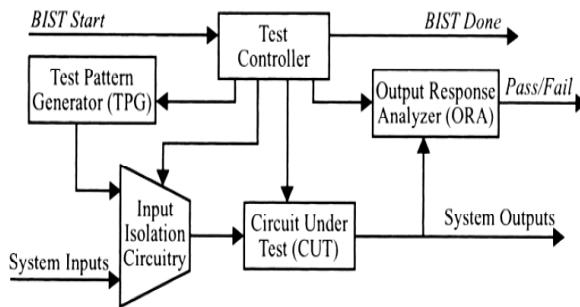 BIST Start
Test
Controller
BIST Done
Test Pattern
Generator (TPG)
Output Response
Analyzer (ORA)
Pass/Fail
Input
Isolation
Circuitry
Circuit Under
Test (CUT)
System Outputs
System Inputs